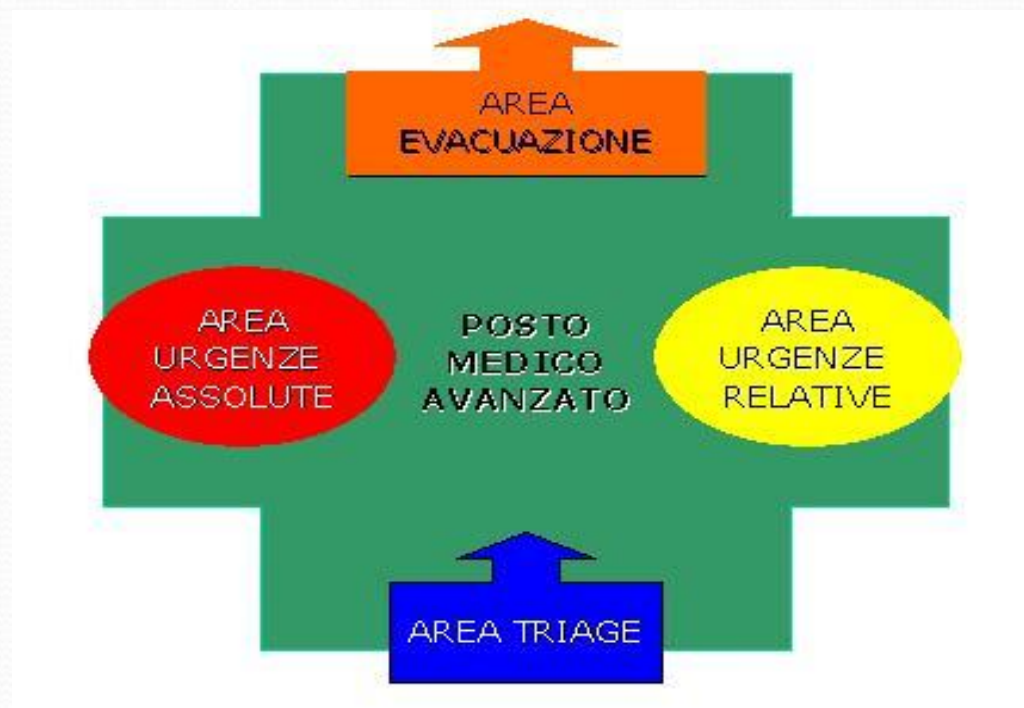 AREA
EVACUAZIONE
AREA
URGENZE
ASSOLUTE
POSTO
MEDICO
AVANZATO
AREA
URGENZE
RELATIVE
AREA TRIAGE